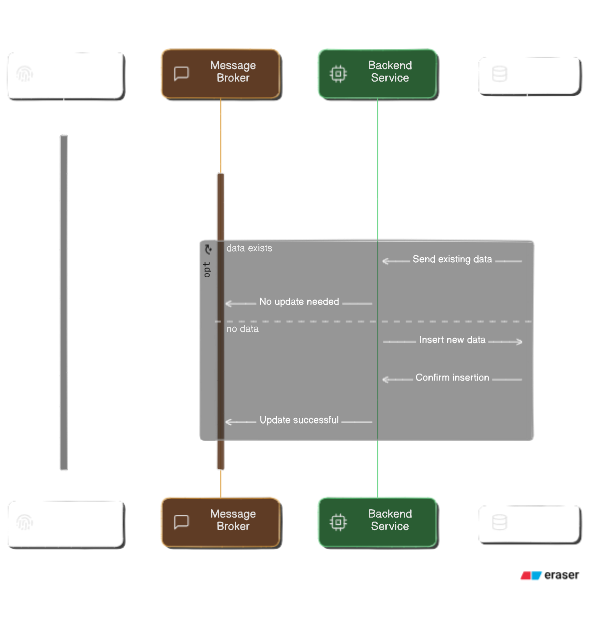 Message
Broker
Backend
Service
opt
data exists
Send existing data
No update needed
no data
Insert new data
Confirm insertion
Update successful
Message
Broker
Backend
Service
eraser